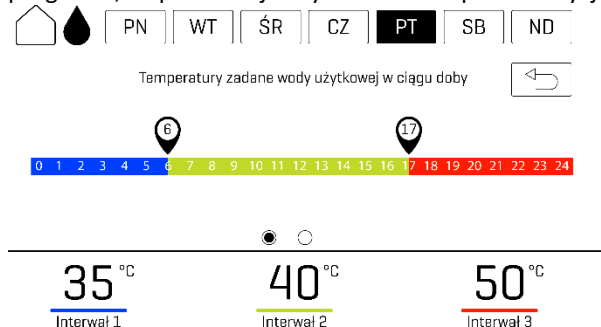 PN WT ŚR CZ PT SB ND
Temperatury zadane wody użytkowej w ciągu doby
6 17
0 1 2 3 4 5 6 7 8 9 10 11 12 13 14 15 16 17 18 19 20 21 22 23 24
35 °C 40 °C 50 °C
Interwał 1 Interwał 2 Interwał 3